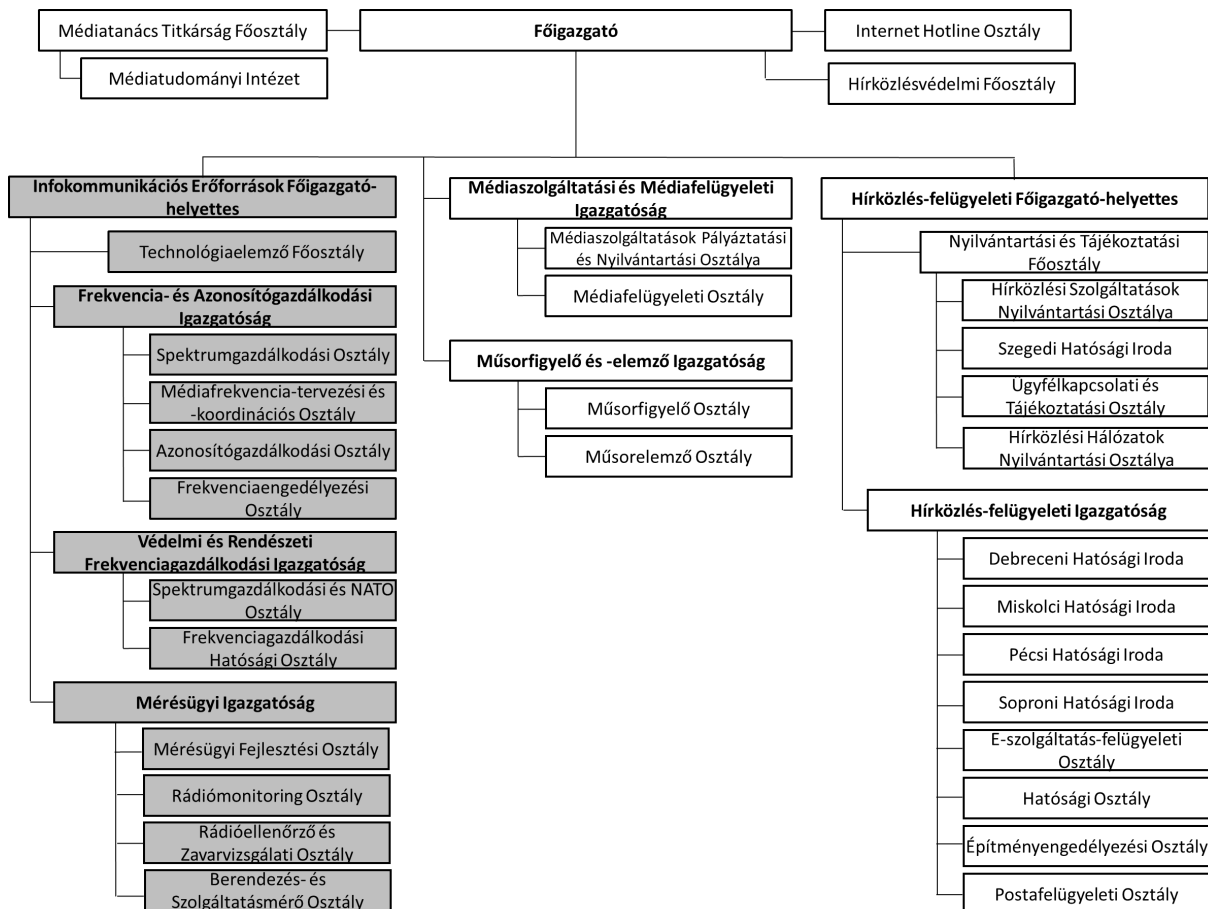 Médiatanács Titkárság Főosztály
Főigazgató
Internet Hotline Osztály
Médiatudományi Intézet
Hírközlésvédelmi Főosztály
Infokommunikációs Erőforrások Főigazgató-
helyettes
Technológiaelemző Főosztály
Frekvencia- és Azonosítógazdálkodási
Igazgatóság
Spektrumgazdálkodási Osztály
Médiafrekvencia-tervezési és
-koordinációs Osztály
Azonosítógazdálkodási Osztály
Frekvenciaengedélyezési
Osztály
Védelmi és Rendészeti
Frekvenciagazdálkodási Igazgatóság
Spektrumgazdálkodási és NATO
Osztály
Frekvenciagazdálkodási
Hatósági Osztály
Mérésügyi Igazgatóság
Mérésügyi Fejlesztési Osztály
Rádiómonitoring Osztály
Rádióellenőrző és
Zavarvizsgálati Osztály
Berendezés- és
Szolgáltatásmérő Osztály
Médiaszolgáltatási és Médiafelügyeleti
Igazgatóság
Médiaszolgáltatások Pályáztatási
és Nyilvántartási Osztálya
Médiafelügyeleti Osztály
Műsorfigyelő és -elemző Igazgatóság
Műsorfigyelő Osztály
Műsorelemző Osztály
Hírközlés-felügyeleti Főigazgató-helyettes
Nyilvántartási és Tájékoztatási
Főosztály
Hírközlési Szolgáltatások
Nyilvántartási Osztálya
Szegedi Hatósági Iroda
Ügyfélkapcsolati és
Tájékoztatási Osztály
Hírközlési Hálózatok
Nyilvántartási Osztálya
Hírközlés-felügyeleti Igazgatóság
Debreceni Hatósági Iroda
Miskolci Hatósági Iroda
Pécsi Hatósági Iroda
Soproni Hatósági Iroda
E-szolgáltatás-felügyeleti
Osztály
Hatósági Osztály
Építményengedélyezési Osztály
Postafelügyeleti Osztály